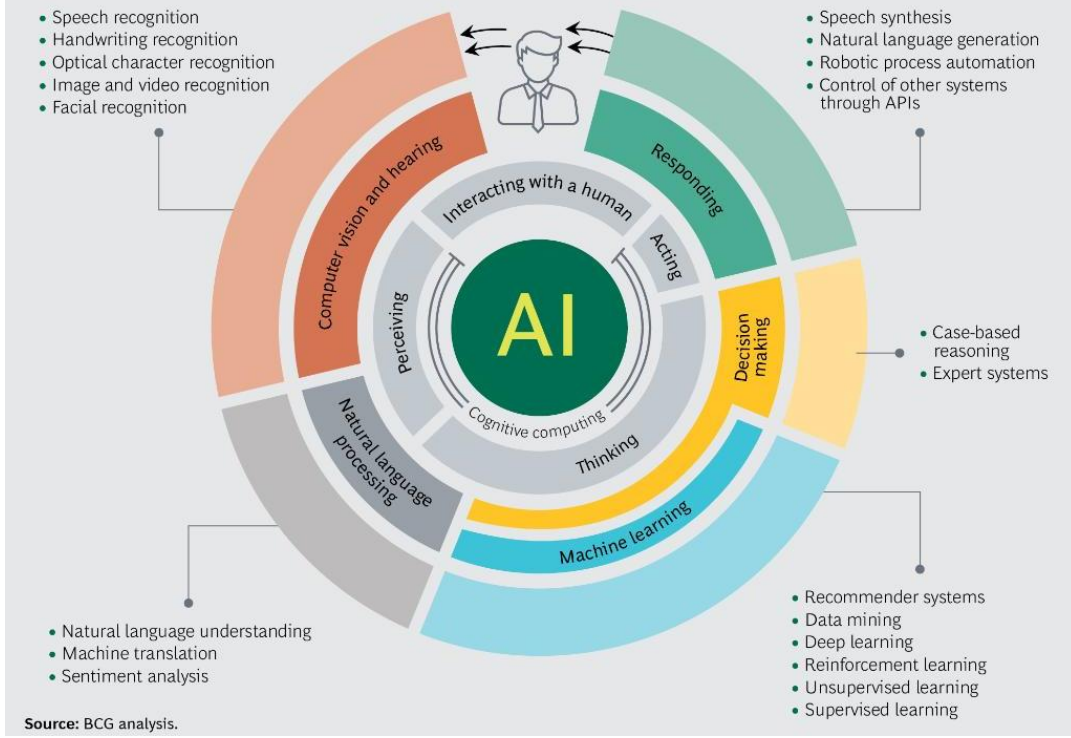 • Speech recognition
• Handwriting recognition
• Optical character recognition
• Image and video recognition
• Facial recognition
• Speech synthesis
• Natural language generation
• Robotic process automation
• Control of other systems
through APIs
Computer vision and hearing
Responding
Interacting with a human
Acting
Perceiving
AI
Decision
making
• Case-based
reasoning
• Expert systems
Cognitive computing
Thinking
Natural language
processing
Machine learning
• Natural language understanding
• Machine translation
• Sentiment analysis
• Recommender systems
• Data mining
• Deep learning
• Reinforcement learning
• Unsupervised learning
• Supervised learning
Source: BCG analysis.